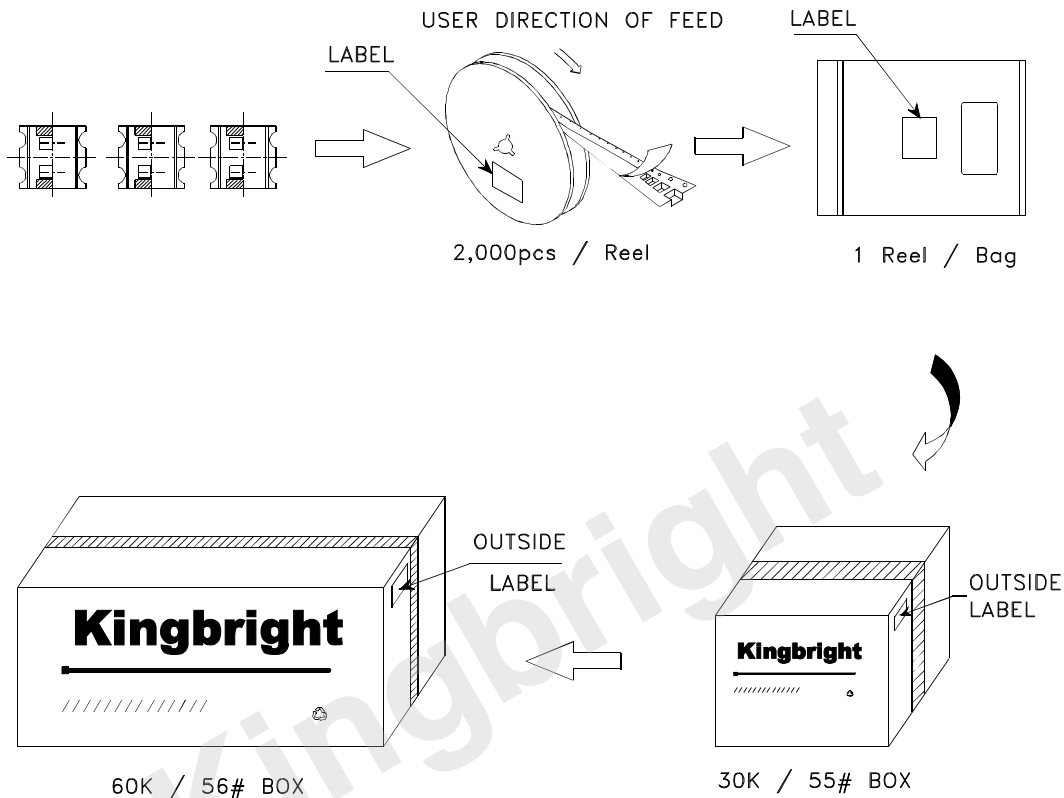 USER DIRECTION OF FEED
LABEL
LABEL
2,000pcs / Reel
1 Reel / Bag
OUTSIDE
LABEL
OUTSIDE
LABEL
Kingbright
Kingbright
Kingbright
60K / 56# BOX
30K / 55# BOX